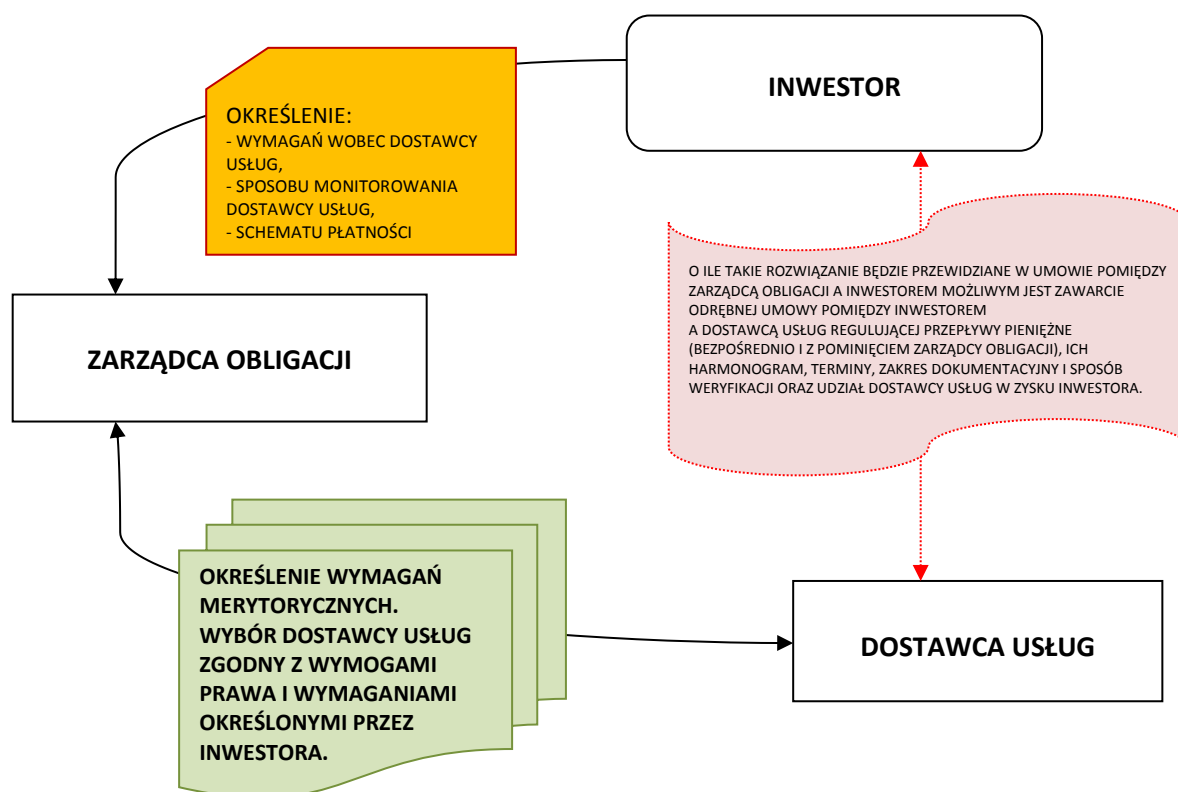 INWESTOR
OKREŚLENIE:
- WYMAGAŃ WOBEC DOSTAWCY
USŁUG,
- SPOSOBU MONITOROWANIA
DOSTAWCY USŁUG,
- SCHEMATU PŁATNOŚCI
O ILE TAKIE ROZWIĄZANIE BĘDZIE PRZEWIDZIANE W UMOWIE POMIĘDZY
ZARZĄDCĄ OBLIGACJI A INWESTOREM MOŻLIWYM JEST ZAWARCIE
ODRĘBNEJ UMOWY POMIĘDZY INWESTOREM
A DOSTAWCĄ USŁUG REGULUJĄCEJ PRZEPŁYWY PIENIĘŻNE
(BEZPOŚREDNIO I Z POMINIĘCIEM ZARZĄDCY OBLIGACJI), ICH
HARMONOGRAM, TERMINY, ZAKRES DOKUMENTACYJNY I SPOSÓB
WERYFIKACJI ORAZ UDZIAŁ DOSTAWCY USŁUG W ZYSKU INWESTORA.
ZARZĄDCA OBLIGACJI
OKREŚLENIE WYMAGAŃ
MERYTORYCZNYCH.
WYBÓR DOSTAWCY USŁUG
ZGODNY Z WYMOGAMI
PRAWA I WYMAGANIAMI
OKREŚLONYMI PRZEZ
INWESTORA.
DOSTAWCA USŁUG